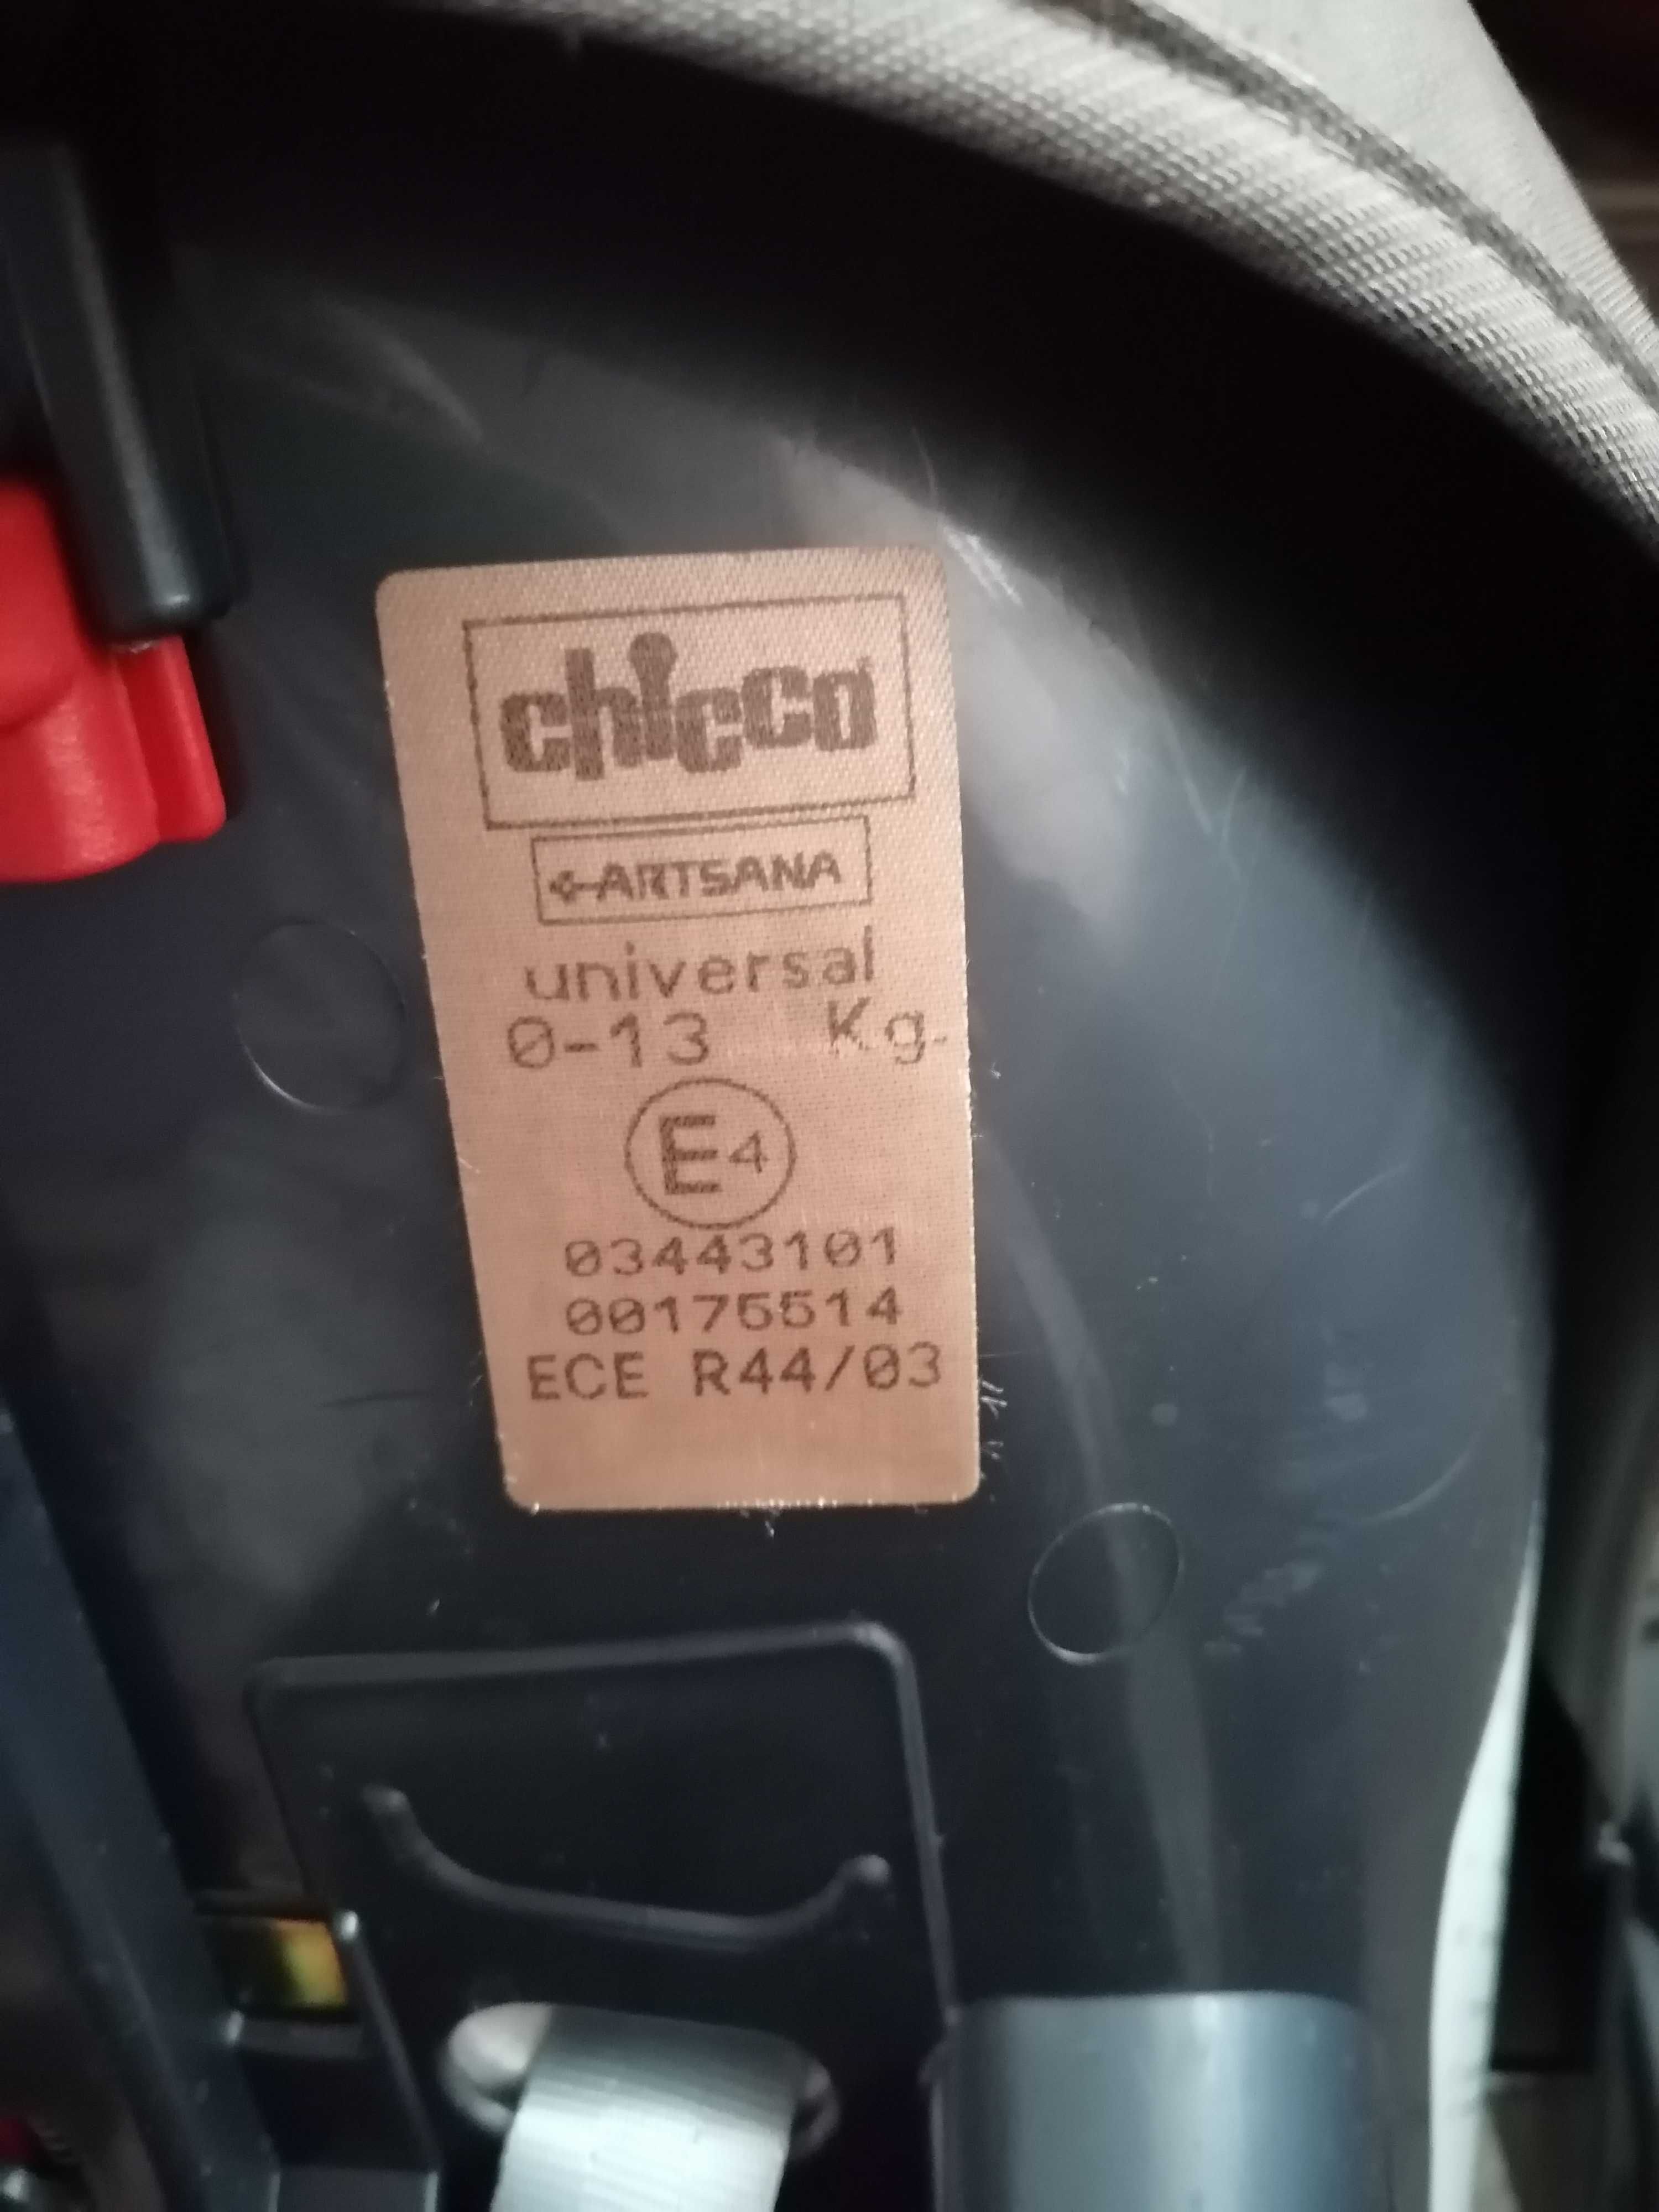 chicco
ARTSANA
universal
0-13 Kg.
E4
03443101
00175514
ECE R44/03